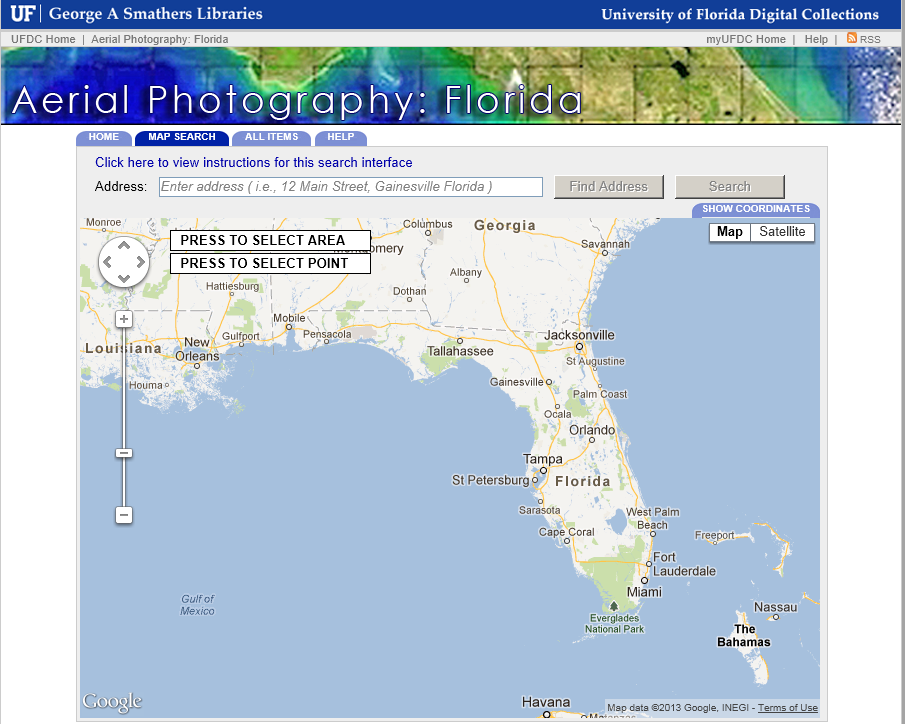 UF George A Smathers Libraries
University of Florida Digital Collections
UFDC Home | Aerial Photography: Florida
myUFDC Home | Help | RSS
Aerial Photography: Florida
HOME
MAP SEARCH
ALL ITEMS
HELP
Click here to view instructions for this search interface
Address:
Enter address ( i.e., 12 Main Street, Gainesville Florida )
Find Address
Search
SHOW COORDINATES
Map
Satellite
PRESS TO SELECT AREA
PRESS TO SELECT POINT
Monroe
Columbus
Georgia
Savannah
Albany
Hattiesburg
Dothan
Mobile
Pensacola
Gulfport
Louisiana
New
Orleans
Houma
Tallahassee
Jacksonville
St Augustine
Gainesville
Palm Coast
Ocala
Orlando
Tampa
St Petersburg
Florida
Sarasota
Cape Coral
West Palm
Beach
Freeport
Fort
Lauderdale
Miami
Gulf of
Mexico
Everglades
National Park
Nassau
The
Bahamas
Havana
Google
Map data ©2013 Google, INEGI - Terms of Use